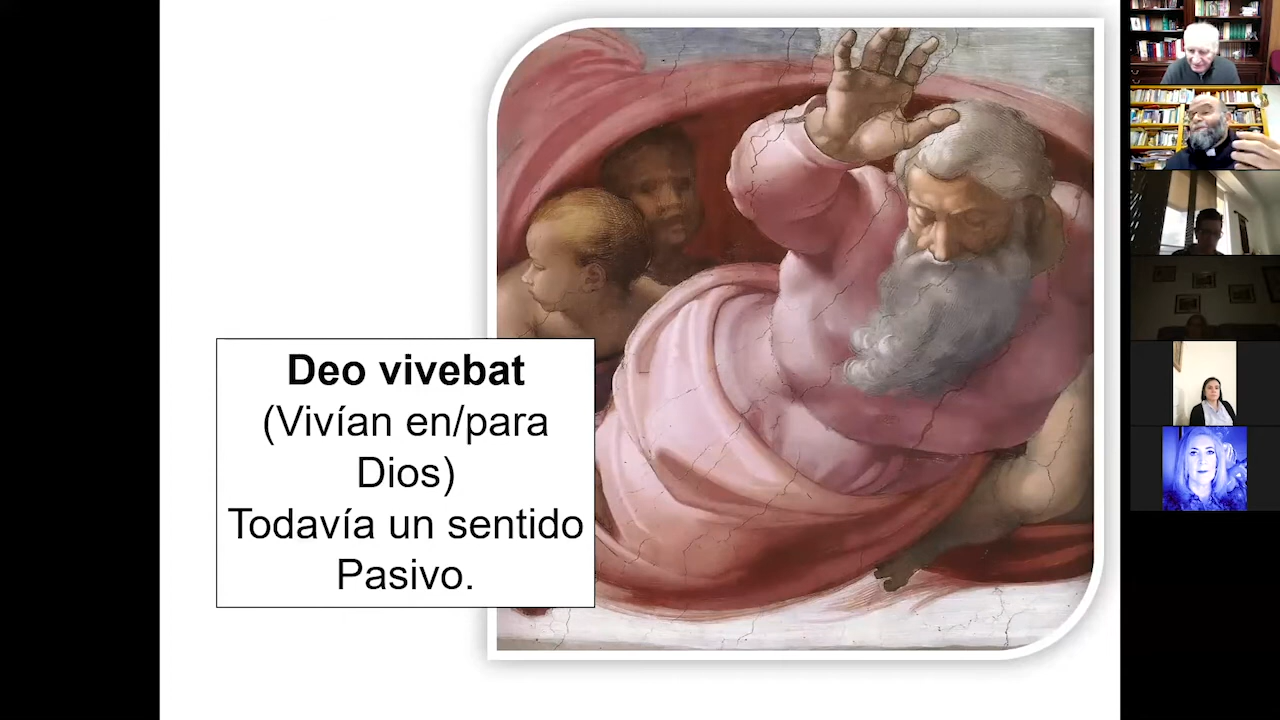 Deo vivebat
(Vivían en/para
Dios)
Todavía un sentido
Pasivo.